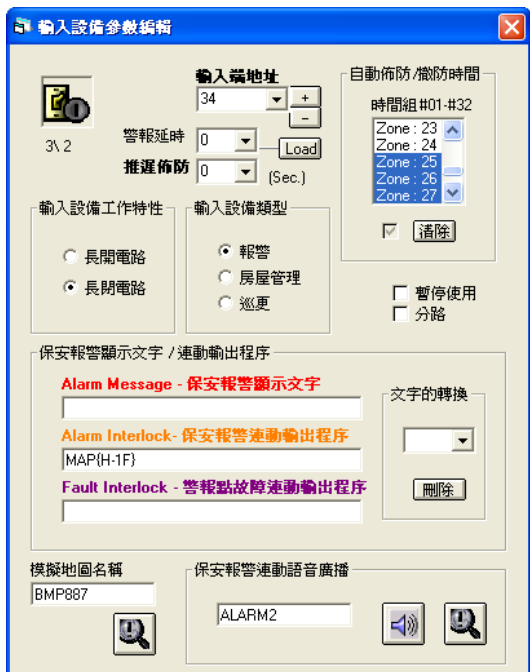 輸入設備參數編輯
輸入端地址
34
+
−
3\ 2
警報延時 0
Load
推遲佈防 0
(Sec.)
自動佈防 /撤防時間
時間組#01-#32
Zone : 23
Zone : 24
Zone : 25
Zone : 26
Zone : 27
清除
輸入設備工作特性
長開電路
長閉電路
輸入設備類型
報警
房屋管理
巡更
暫停使用
分路
保安報警顯示文字 / 連動輸出程序
Alarm Message - 保安報警顯示文字
Alarm Interlock- 保安報警連動輸出程序
MAP{H-1F}
Fault Interlock - 警報點故障連動輸出程序
文字的轉換
刪除
模擬地圖名稱
BMP887
保安報警連動語音廣播
ALARM2